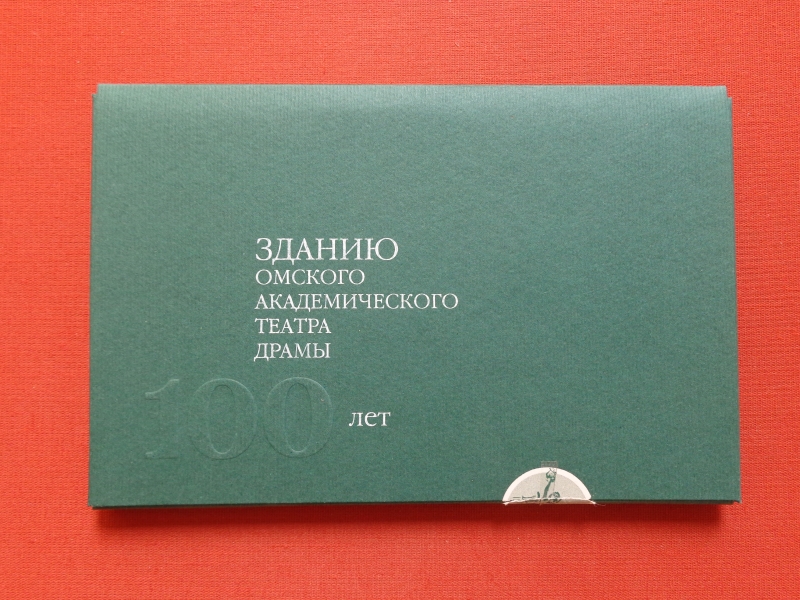 ЗДАНИЮ
ОМСКОГО
АКАДЕМИЧЕСКОГО
ТЕАТРА
ДРАМЫ
100 лет